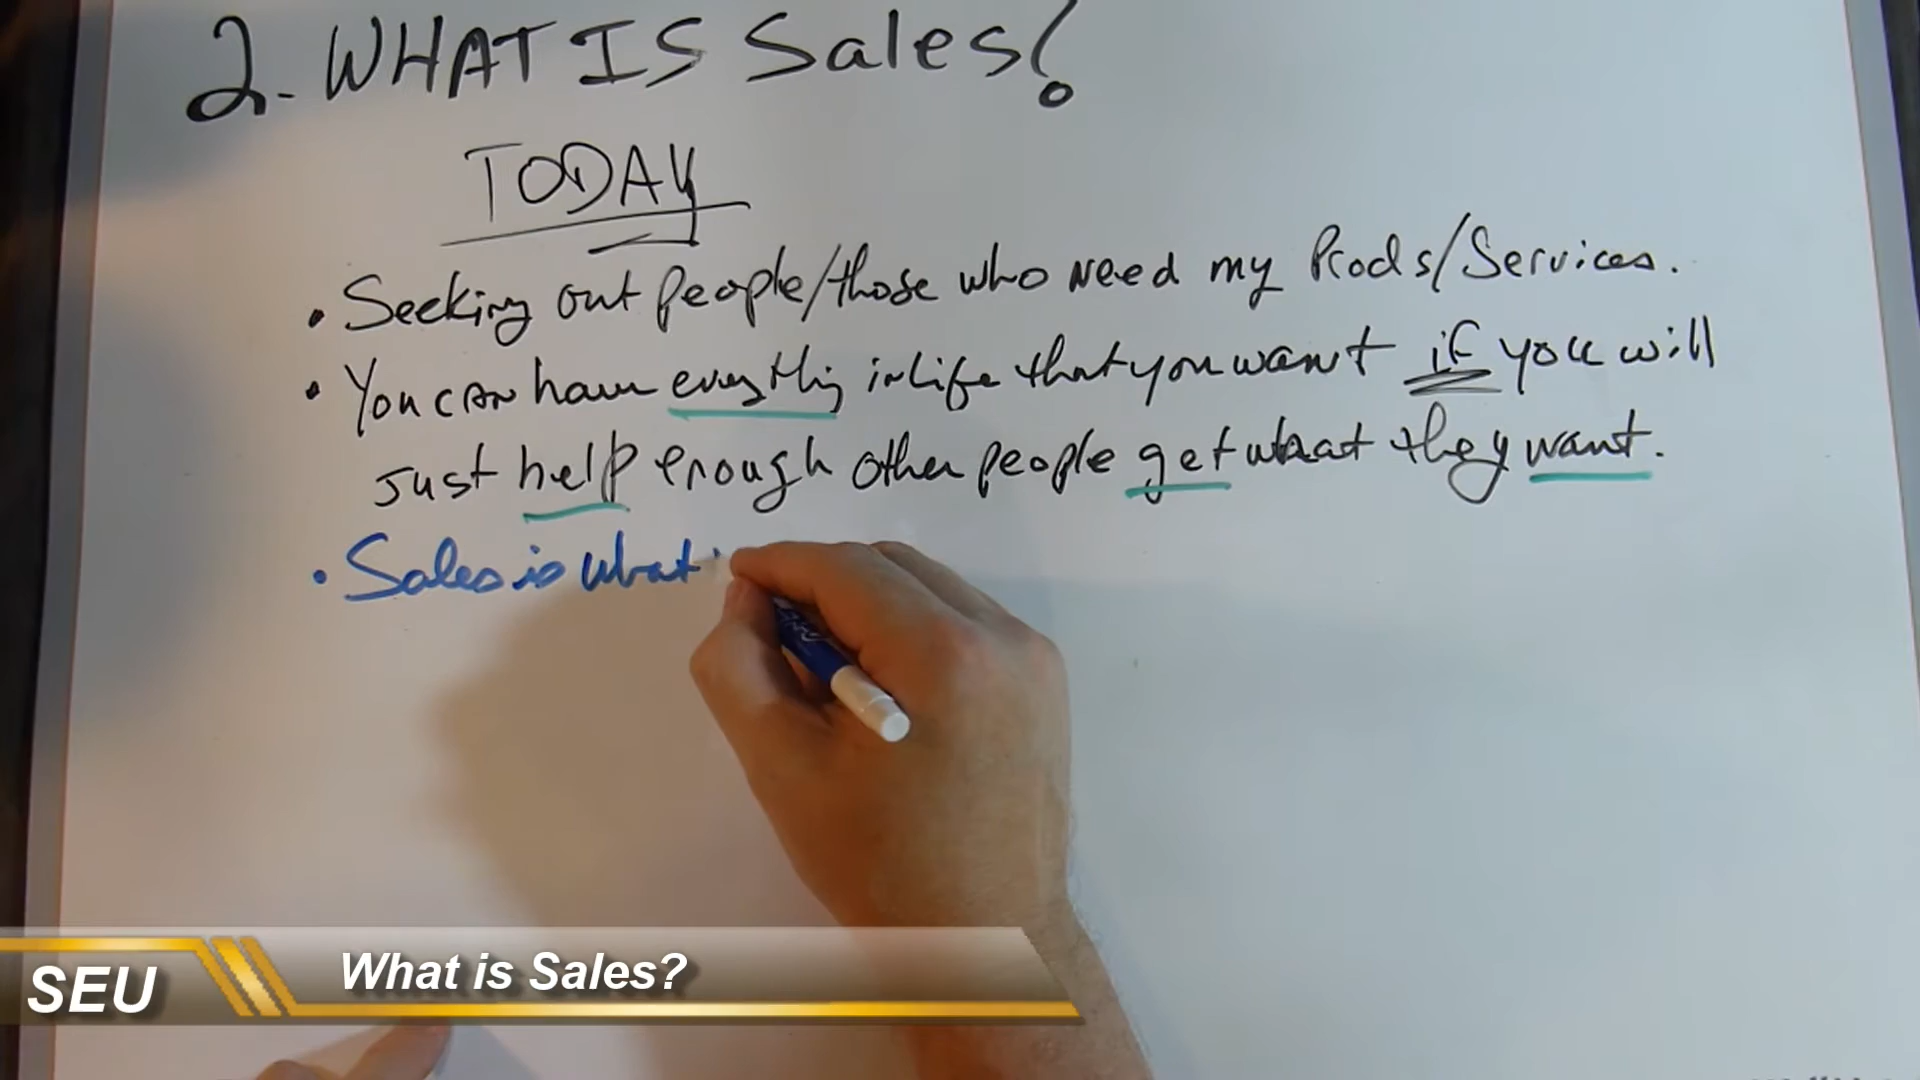 2. WHAT IS Sales?
TODAY
• Seeking out people/those who need my Prods/Services.
• You can have everything in life that you want if you will
just help enough other people get what they want.
• Sales is what
SEU
What is Sales?